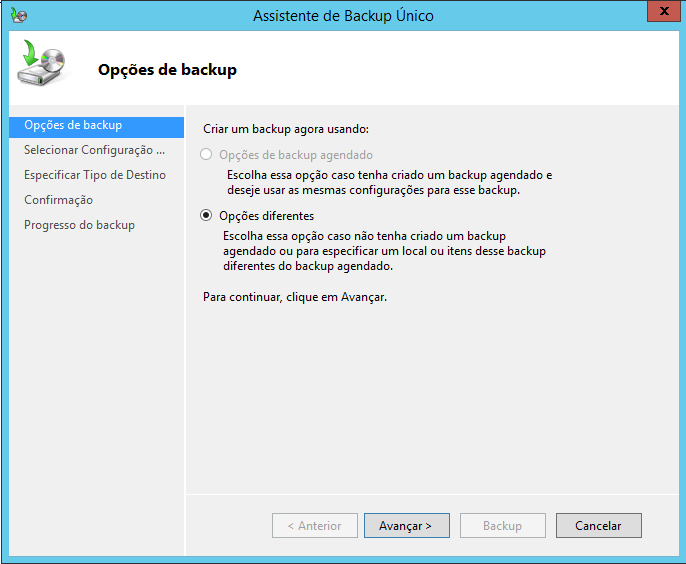 Assistente de Backup Único
x
Opções de backup
Opções de backup
Selecionar Configuração ...
Especificar Tipo de Destino
Confirmação
Progresso do backup
Criar um backup agora usando:
Opções de backup agendado
Escolha essa opção caso tenha criado um backup agendado e
deseje usar as mesmas configurações para esse backup.
Opções diferentes
Escolha essa opção caso não tenha criado um backup
agendado ou para especificar um local ou itens desse backup
diferentes do backup agendado.
Para continuar, clique em Avançar.
< Anterior
Avançar >
Backup
Cancelar